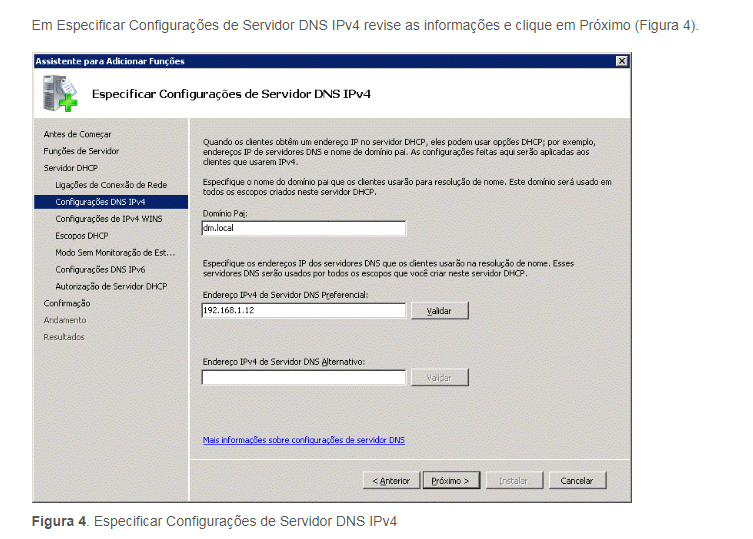 Em Especificar Configurações de Servidor DNS IPv4 revise as informações e clique em Próximo (Figura 4).
Assistente para Adicionar Funções
Especificar Configurações de Servidor DNS IPv4
Antes de Começar
Funções de Servidor
Servidor DHCP
Ligações de Conexão de Rede
Configurações DNS IPv4
Configurações de IPv4 WINS
Escopos DHCP
Modo Sem Monitoração de Est...
Configurações DNS IPv6
Autorização de Servidor DHCP
Confirmação
Andamento
Resultados
Quando os clientes obtêm um endereço IP no servidor DHCP, eles podem usar opções DHCP; por exemplo,
endereços IP de servidores DNS e nome de domínio pai. As configurações feitas aqui serão aplicadas aos
clientes que usarem IPv4.
Especifique o nome do domínio pai que os clientes usarão para resolução de nome. Este domínio será usado em
todos os escopos criados neste servidor DHCP.
Domínio Pai:
dm.local
Especifique os endereços IP dos servidores DNS que os clientes usarão na resolução de nome. Esses
servidores DNS serão usados por todos os escopos que você criar neste servidor DHCP.
Endereço IPv4 de Servidor DNS Preferencial:
192.168.1.12
Validar
Endereço IPv4 de Servidor DNS Alternativo:
Validar
Mais informações sobre configurações de servidor DNS
< Anterior
Próximo >
Instalar
Cancelar
Figura 4. Especificar Configurações de Servidor DNS IPv4